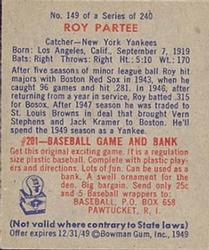 No. 149 of a Series of 240
ROY PARTEE
Catcher—New York Yankees
Born: Los Angeles, Calif., September 7, 1919
Bats: Right Throws: Right Ht.: 5:10 Wt.: 170
After five seasons of minor league ball Roy hit
majors with Boston Red Sox in 1943, when
he caught 96 games and hit .281. In 1946, after
returning from a year in service, Roy batted .315
for Bosox. After 1947 season he was traded to
St. Louis Browns in deal that brought Vern
Stephens and Jack Kramer to Boston. He'll
spend the 1949 season as a Yankee.
#201—BASEBALL GAME AND BANK
Get this original exciting game. It is a regulation
size plastic baseball. Complete with plastic play-
ers and directions. Lots of fun. Can be used as
a bank. A swell ornament for the
den. Big bargain. Send only 25c
and 5 Baseball wrappers to:
BASEBALL, P.O. BOX 658
PAWTUCKET, R. I.
(Not valid where contrary to State laws)
Offer expires 12/31/49 ©Bowman Gum, Inc., 1949